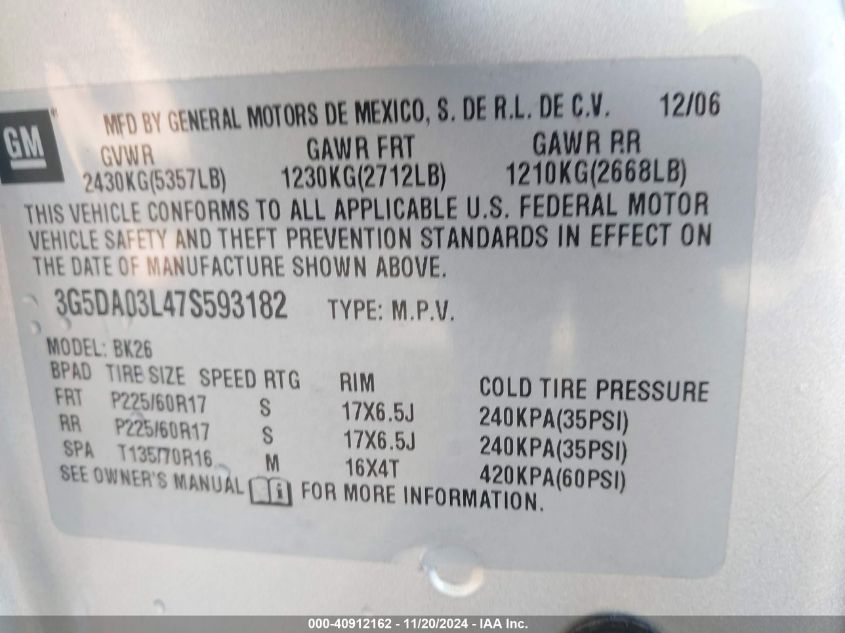 GM
MFD BY GENERAL MOTORS DE MEXICO, S. DE R.L. DE C.V. 12/06
GVWR GAWR FRT GAWR RR
2430KG(5357LB) 1230KG(2712LB) 1210KG(2668LB)
THIS VEHICLE CONFORMS TO ALL APPLICABLE U.S. FEDERAL MOTOR
VEHICLE SAFETY AND THEFT PREVENTION STANDARDS IN EFFECT ON
THE DATE OF MANUFACTURE SHOWN ABOVE.
3G5DA03L47S593182 TYPE: M.P.V.
MODEL: BK26
BPAD TIRE SIZE SPEED RTG RIM COLD TIRE PRESSURE
FRT P225/60R17 S 17X6.5J 240KPA(35PSI)
RR P225/60R17 S 17X6.5J 240KPA(35PSI)
SPA T135/70R16 M 16X4T 420KPA(60PSI)
SEE OWNER'S MANUAL FOR MORE INFORMATION.
000-40912162 - 11/20/2024 - IAA Inc.